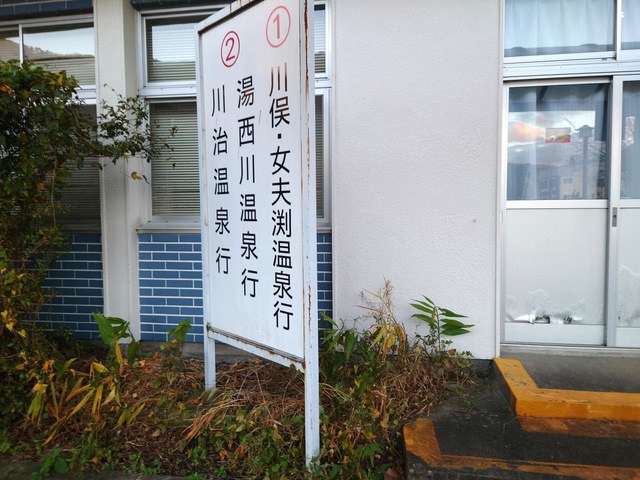 ① 川俣・女夫渕温泉行
湯西川温泉行
② 川治温泉行